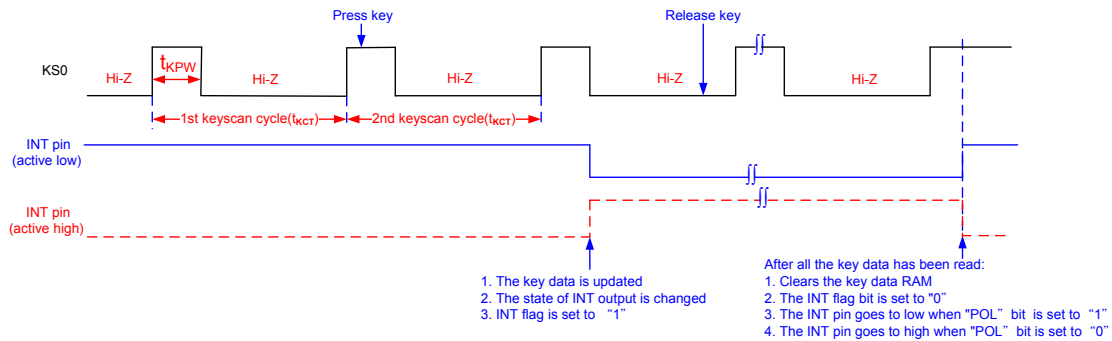 Press key
Release key
KS0
Hi-Z
tKPW
Hi-Z
Hi-Z
Hi-Z
Hi-Z
1st keyscan cycle(tKCT)
2nd keyscan cycle(tKCT)
INT pin
(active low)
INT pin
(active high)
1. The key data is updated
2. The state of INT output is changed
3. INT flag is set to “1”
After all the key data has been read:
1. Clears the key data RAM
2. The INT flag bit is set to "0"
3. The INT pin goes to low when "POL” bit is set to “1”
4. The INT pin goes to high when "POL” bit is set to “0”